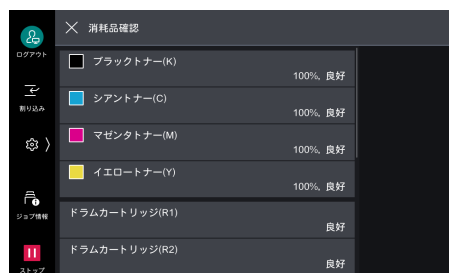 消耗品確認
ログアウト
割り込み
ジョブ情報
ストップ
ブラックトナー(K)
100%, 良好
シアントナー(C)
100%, 良好
マゼンタトナー(M)
100%, 良好
イエロートナー(Y)
100%, 良好
ドラムカートリッジ(R1)
良好
ドラムカートリッジ(R2)
良好